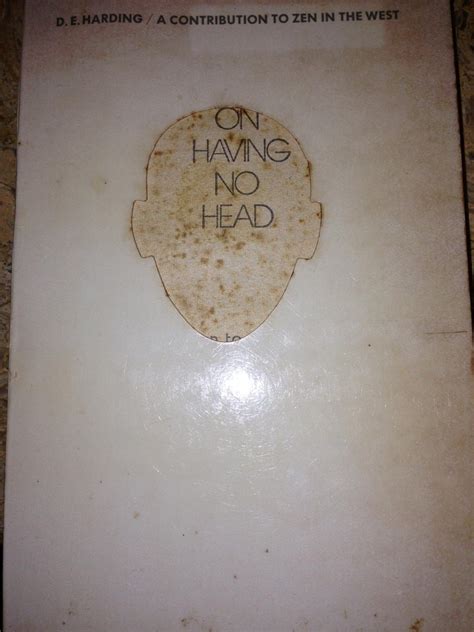 D. E. HARDING / A CONTRIBUTION TO ZEN IN THE WEST
ON
HAVING
NO
HEAD